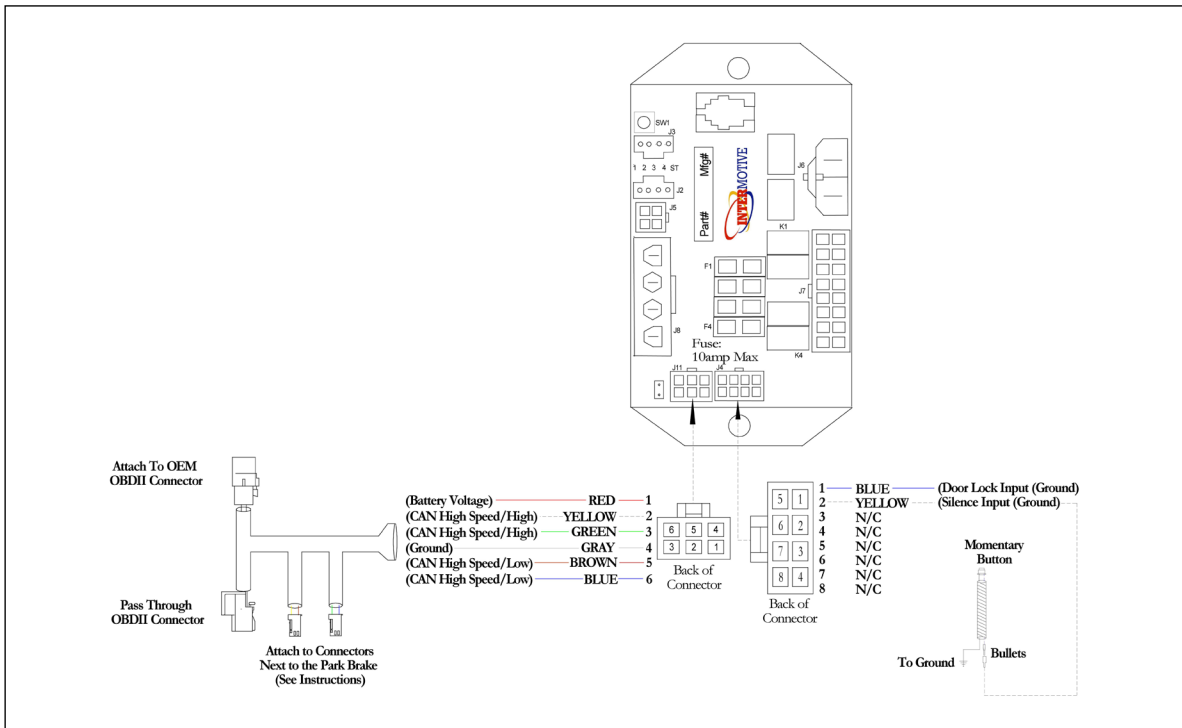 SW1
J3
1 2 3 4 ST
J2
J5
Part# Mfg#
INTERMOTIVE
J6
K1
F1
J7
J8
F4
K4
Fuse:
10amp Max
J11 J4
Attach To OEM
OBDII Connector
Pass Through
OBDII Connector
Attach to Connectors
Next to the Park Brake
(See Instructions)
(Battery Voltage) RED 1
(CAN High Speed/High) YELLOW 2
(CAN High Speed/High) GREEN 3
(Ground) GRAY 4
(CAN High Speed/Low) BROWN 5
(CAN High Speed/Low) BLUE 6
6 5 4
3 2 1
Back of
Connector
5 1
6 2
7 3
8 4
Back of
Connector
1 BLUE (Door Lock Input (Ground)
2 YELLOW (Silence Input (Ground)
3 N/C
4 N/C
5 N/C
6 N/C
7 N/C
8 N/C
Momentary
Button
Bullets
To Ground